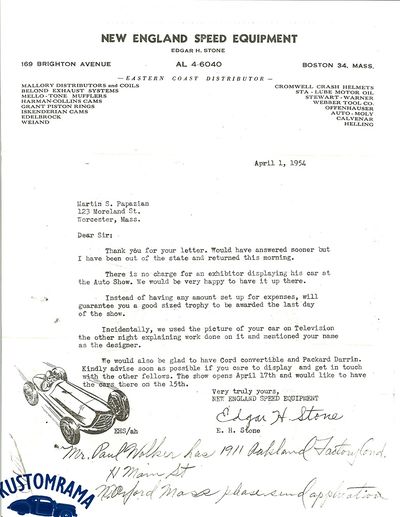 NEW ENGLAND SPEED EQUIPMENT
EDGAR H. STONE
169 BRIGHTON AVENUE
AL 4-6040
BOSTON 34, MASS.
— EASTERN COAST DISTRIBUTOR —
MALLORY DISTRIBUTORS and COILS
BELOND EXHAUST SYSTEMS
MELLO-TONE MUFFLERS
HARMAN-COLLINS CAMS
GRANT PISTON RINGS
ISKENDERIAN CAMS
EDELBROCK
WEIAND
CROMWELL CRASH HELMETS
STA-LUBE MOTOR OIL
STEWART-WARNER
WEBBER TOOL CO.
OFFENHAUSER
AUTO-MOLY
CALVENAR
HELLING
April 1, 1954
Martin S. Papazian
123 Moreland St.
Worcester, Mass.
Dear Sir:
Thank you for your letter. Would have answered sooner but
I have been out of the state and returned this morning.
There is no charge for an exhibitor displaying his car at
the Auto Show. We would be very happy to have it up there.
Instead of having any amount set up for expenses, will
guarantee you a good sized trophy to be awarded the last day
of the show.
Incidentally, we used the picture of your car on Television
the other night explaining work done on it and mentioned your name
as the designer.
We would also be glad to have Cord convertible and Packard Darrin.
Kindly advise soon as possible if you care to display and get in touch
with the other fellows. The show opens April 17th and would like to have
the cars there on the 15th.
Very truly yours,
NEW ENGLAND SPEED EQUIPMENT
Edgar H Stone
EHS/ah
E. H. Stone
Mr. Paul has 1911 Oakland Factory Cond.
Main St
Mass please send application
KUSTOMRAMA